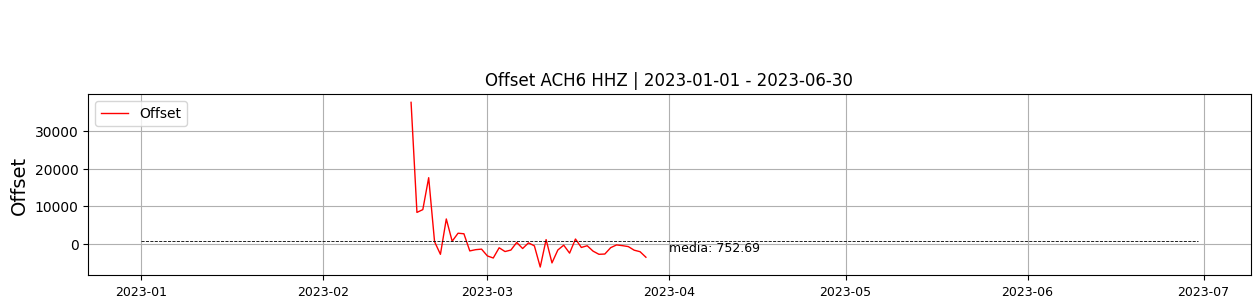 Offset ACH6 HHZ | 2023-01-01 - 2023-06-30
Offset
Offset
30000
20000
10000
0
media: 752.69
2023-01
2023-02
2023-03
2023-04
2023-05
2023-06
2023-07